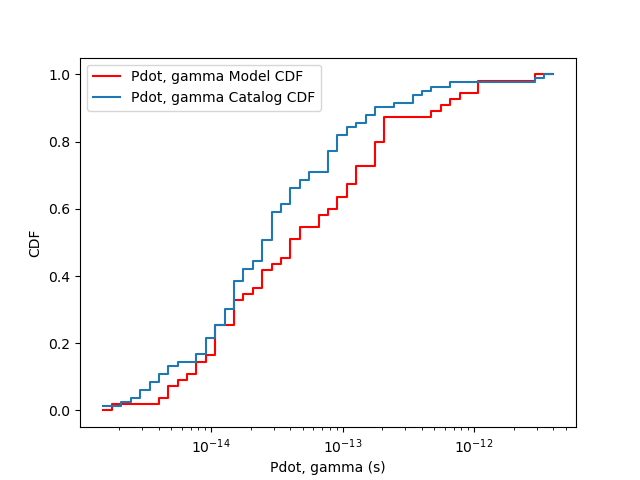 Pdot, gamma Model CDF
Pdot, gamma Catalog CDF
1.0
0.8
0.6
0.4
0.2
0.0
CDF
10^{-14}
10^{-13}
10^{-12}
Pdot, gamma (s)